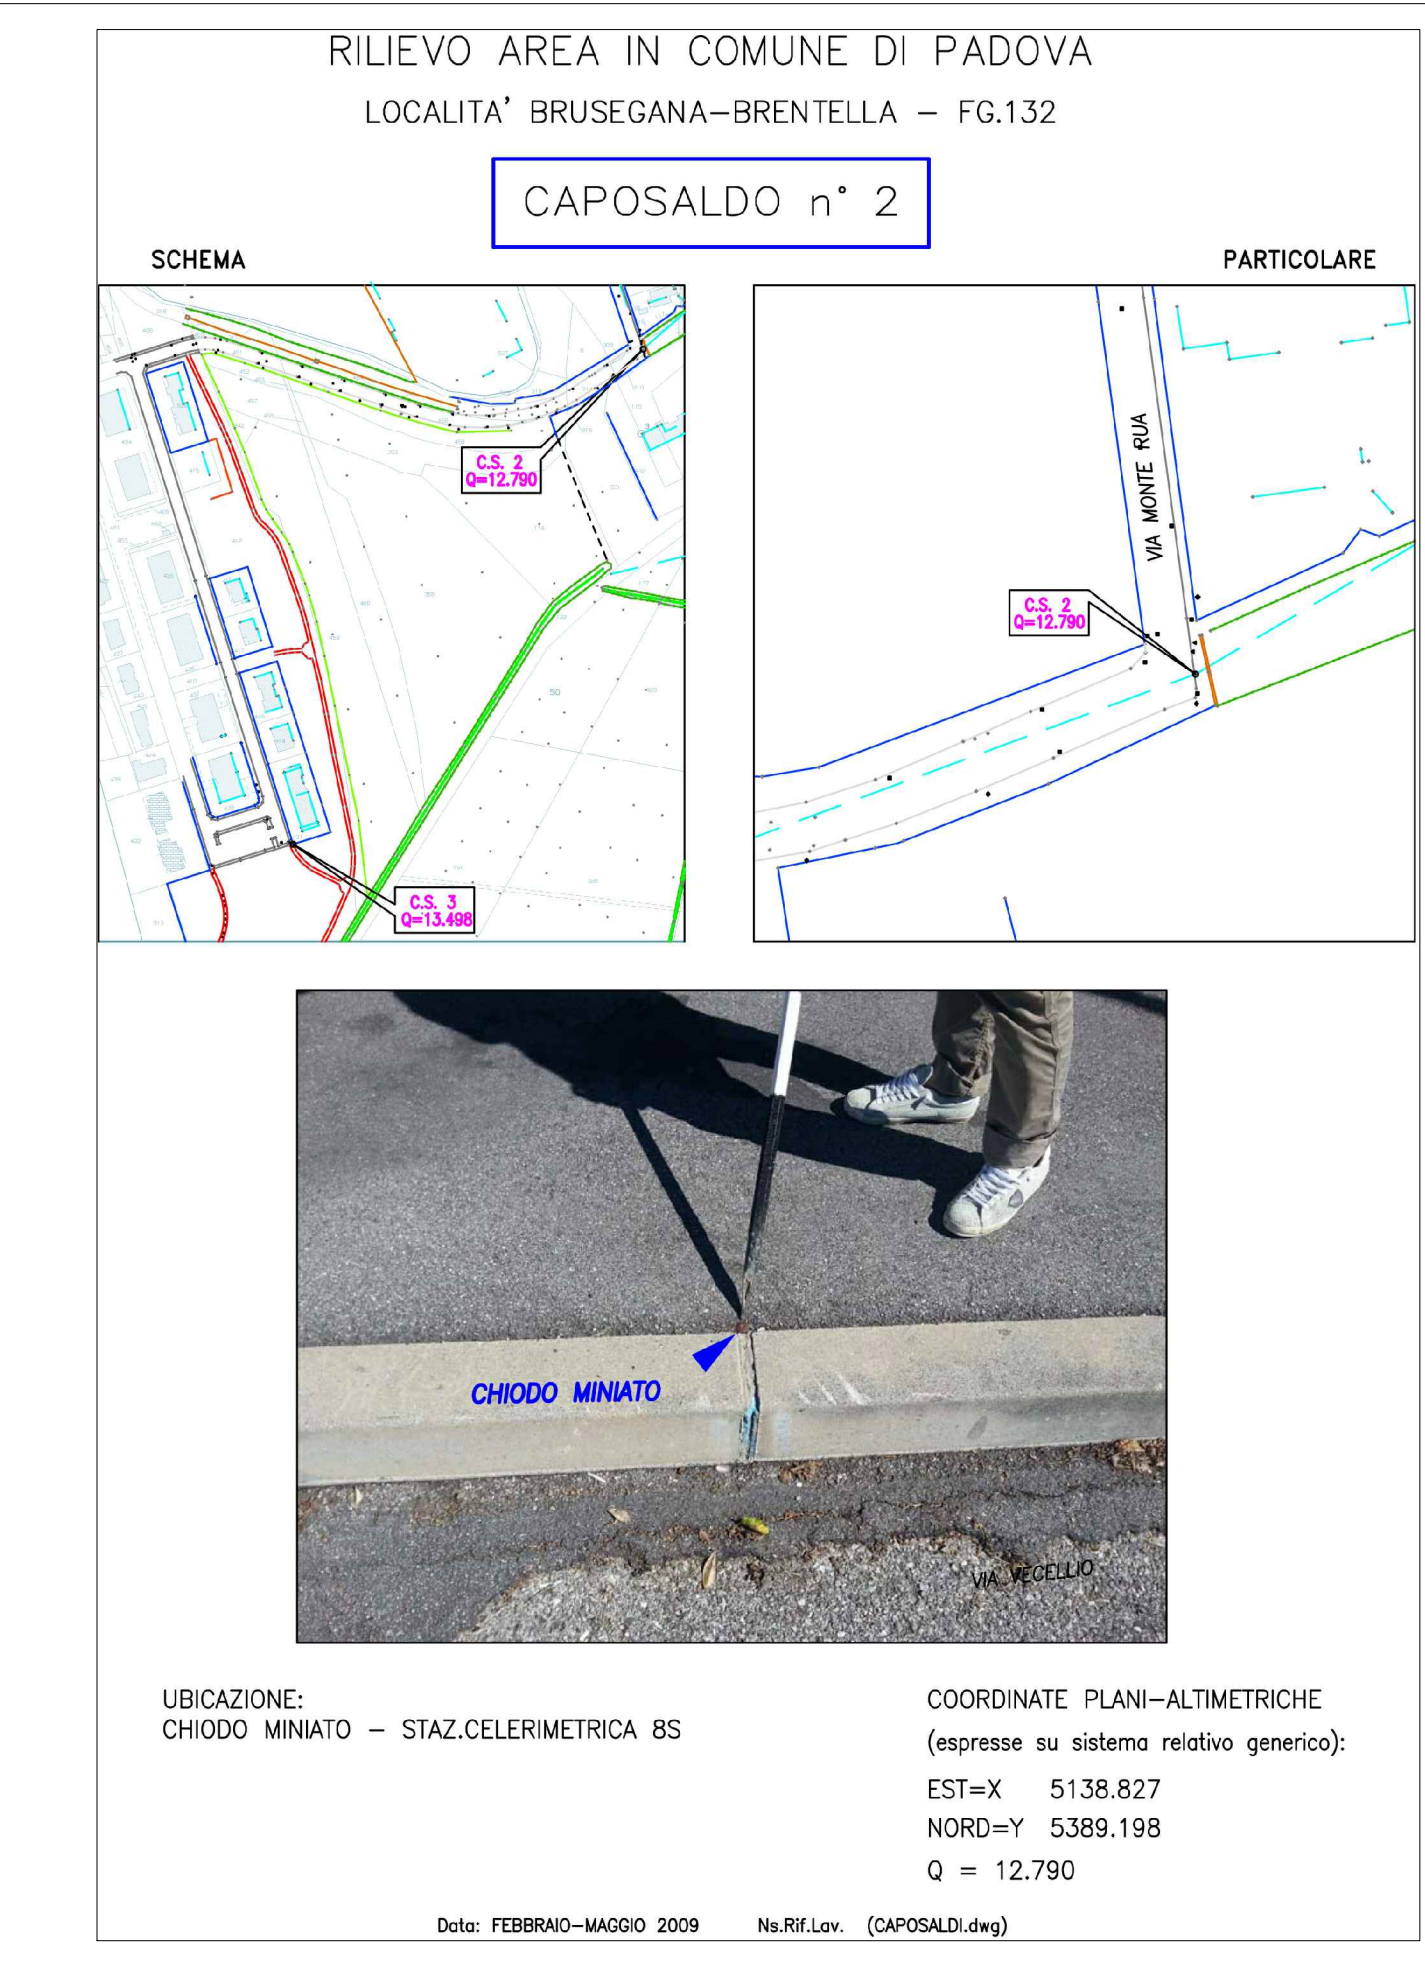 RILIEVO AREA IN COMUNE DI PADOVA
LOCALITA' BRUSEGANA-BRENTELLA - FG.132
CAPOSALDO n° 2
SCHEMA
PARTICOLARE
C.S. 2
Q=12.790
50
C.S. 3
Q=13.498
VIA MONTE RUA
C.S. 2
Q=12.790
CHIODO MINIATO
VIA VECELLIO
UBICAZIONE:
CHIODO MINIATO - STAZ.CELERIMETRICA 8S
COORDINATE PLANI-ALTIMETRICHE
(espresse su sistema relativo generico):
EST=X 5138.827
NORD=Y 5389.198
Q = 12.790
Data: FEBBRAIO-MAGGIO 2009 Ns.Rif.Lav. (CAPOSALDI.dwg)